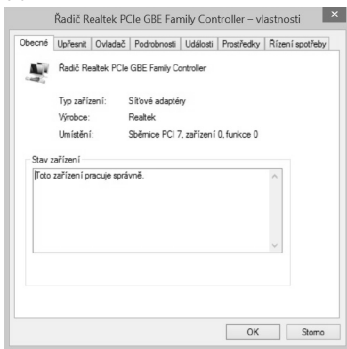 Řadič Realtek PCIe GBE Family Controller – vlastnosti
Obecné Upřesnit Ovladač Podrobnosti Události Prostředky Řízení spotřeby
Řadič Realtek PCIe GBE Family Controller
Typ zařízení: Síťové adaptéry
Výrobce: Realtek
Umístění: Sběrnice PCI 7, zařízení 0, funkce 0
Stav zařízení
Toto zařízení pracuje správně.
OK Storno